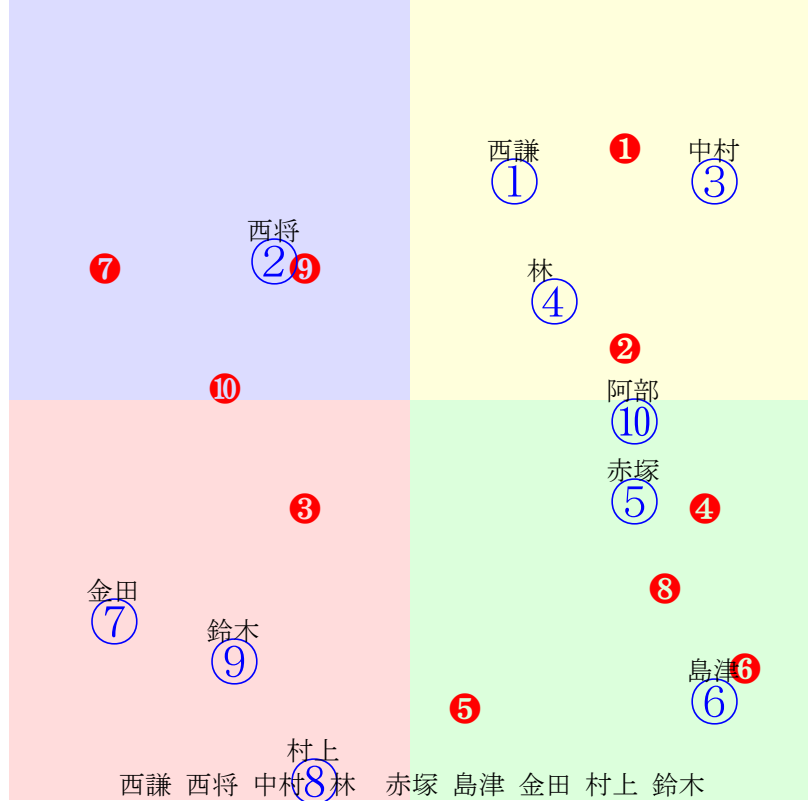 西謙 ❶ 中村
① ③
西将
② ❼ ❾ 林
④
❷
❿ 阿部
⑩
赤塚
⑤ ❸ ❹
金田 ❽
⑦ 鈴木
⑨ 島津 ❻
⑥ ❺
村上
⑧
西謙 西将 中村 林 赤塚 島津 金田 村上 鈴木